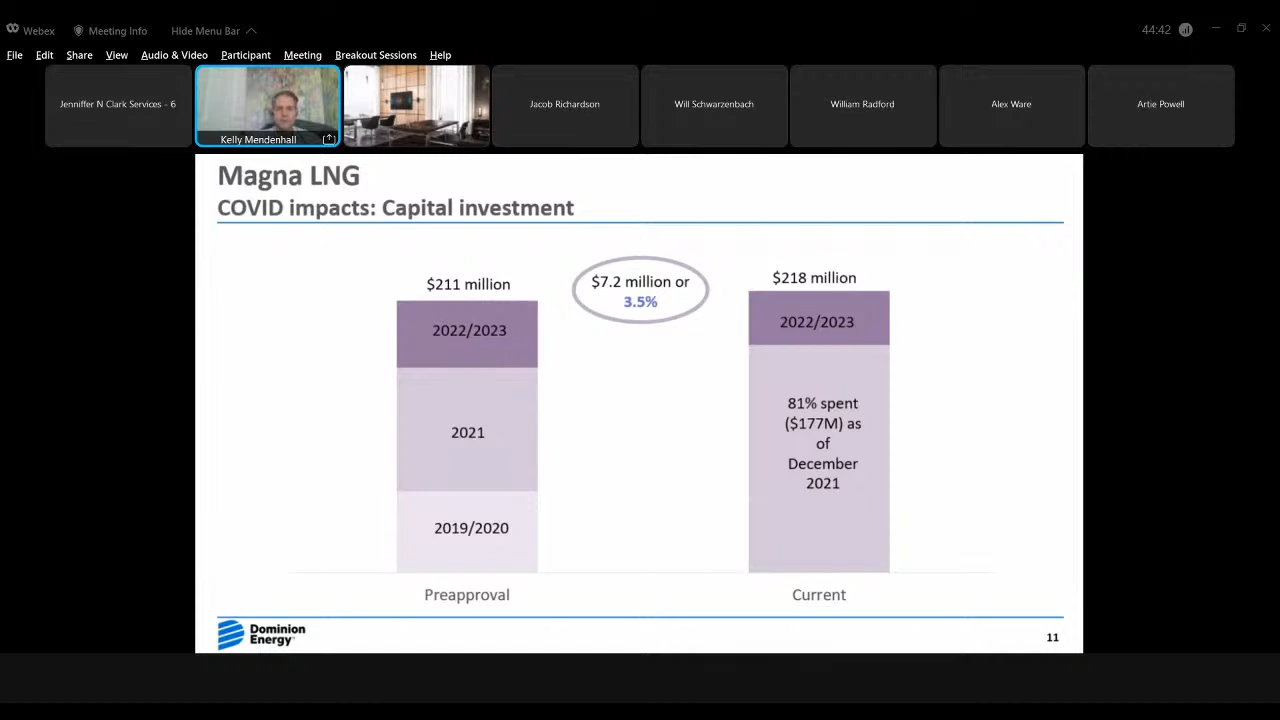 Webex
Meeting Info
Hide Menu Bar
44:42
File Edit Share View Audio & Video Participant Meeting Breakout Sessions Help
Jenniffer N Clark Services - 6
Kelly Mendenhall
Jacob Richardson
Will Schwarzenbach
William Radford
Alex Ware
Artie Powell
Magna LNG
COVID impacts: Capital investment
$211 million
2022/2023
2021
2019/2020
Preapproval
$7.2 million or
3.5%
$218 million
2022/2023
81% spent
($177M) as
of
December
2021
Current
Dominion
Energy
11